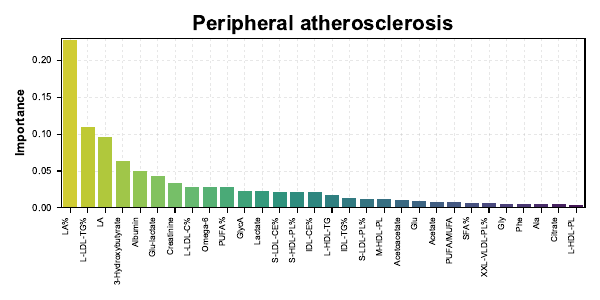 Peripheral atherosclerosis
Importance
0.20
0.15
0.10
0.05
0.00
LA%
L-LDL-TG%
LA
3-Hydroxybutyrate
Albumin
Glu-lactate
Creatinine
L-LDL-C%
Omega-6
PUFA%
GlycA
Lactate
S-LDL-CE%
S-HDL-PL%
IDL-CE%
L-HDL-TG
IDL-TG%
S-LDL-PL%
M-HDL-PL
Acetoacetate
Glu
Acetate
PUFA/MUFA
SFA%
XXL-VLDL-PL%
Gly
Phe
Ala
Citrate
L-HDL-PL